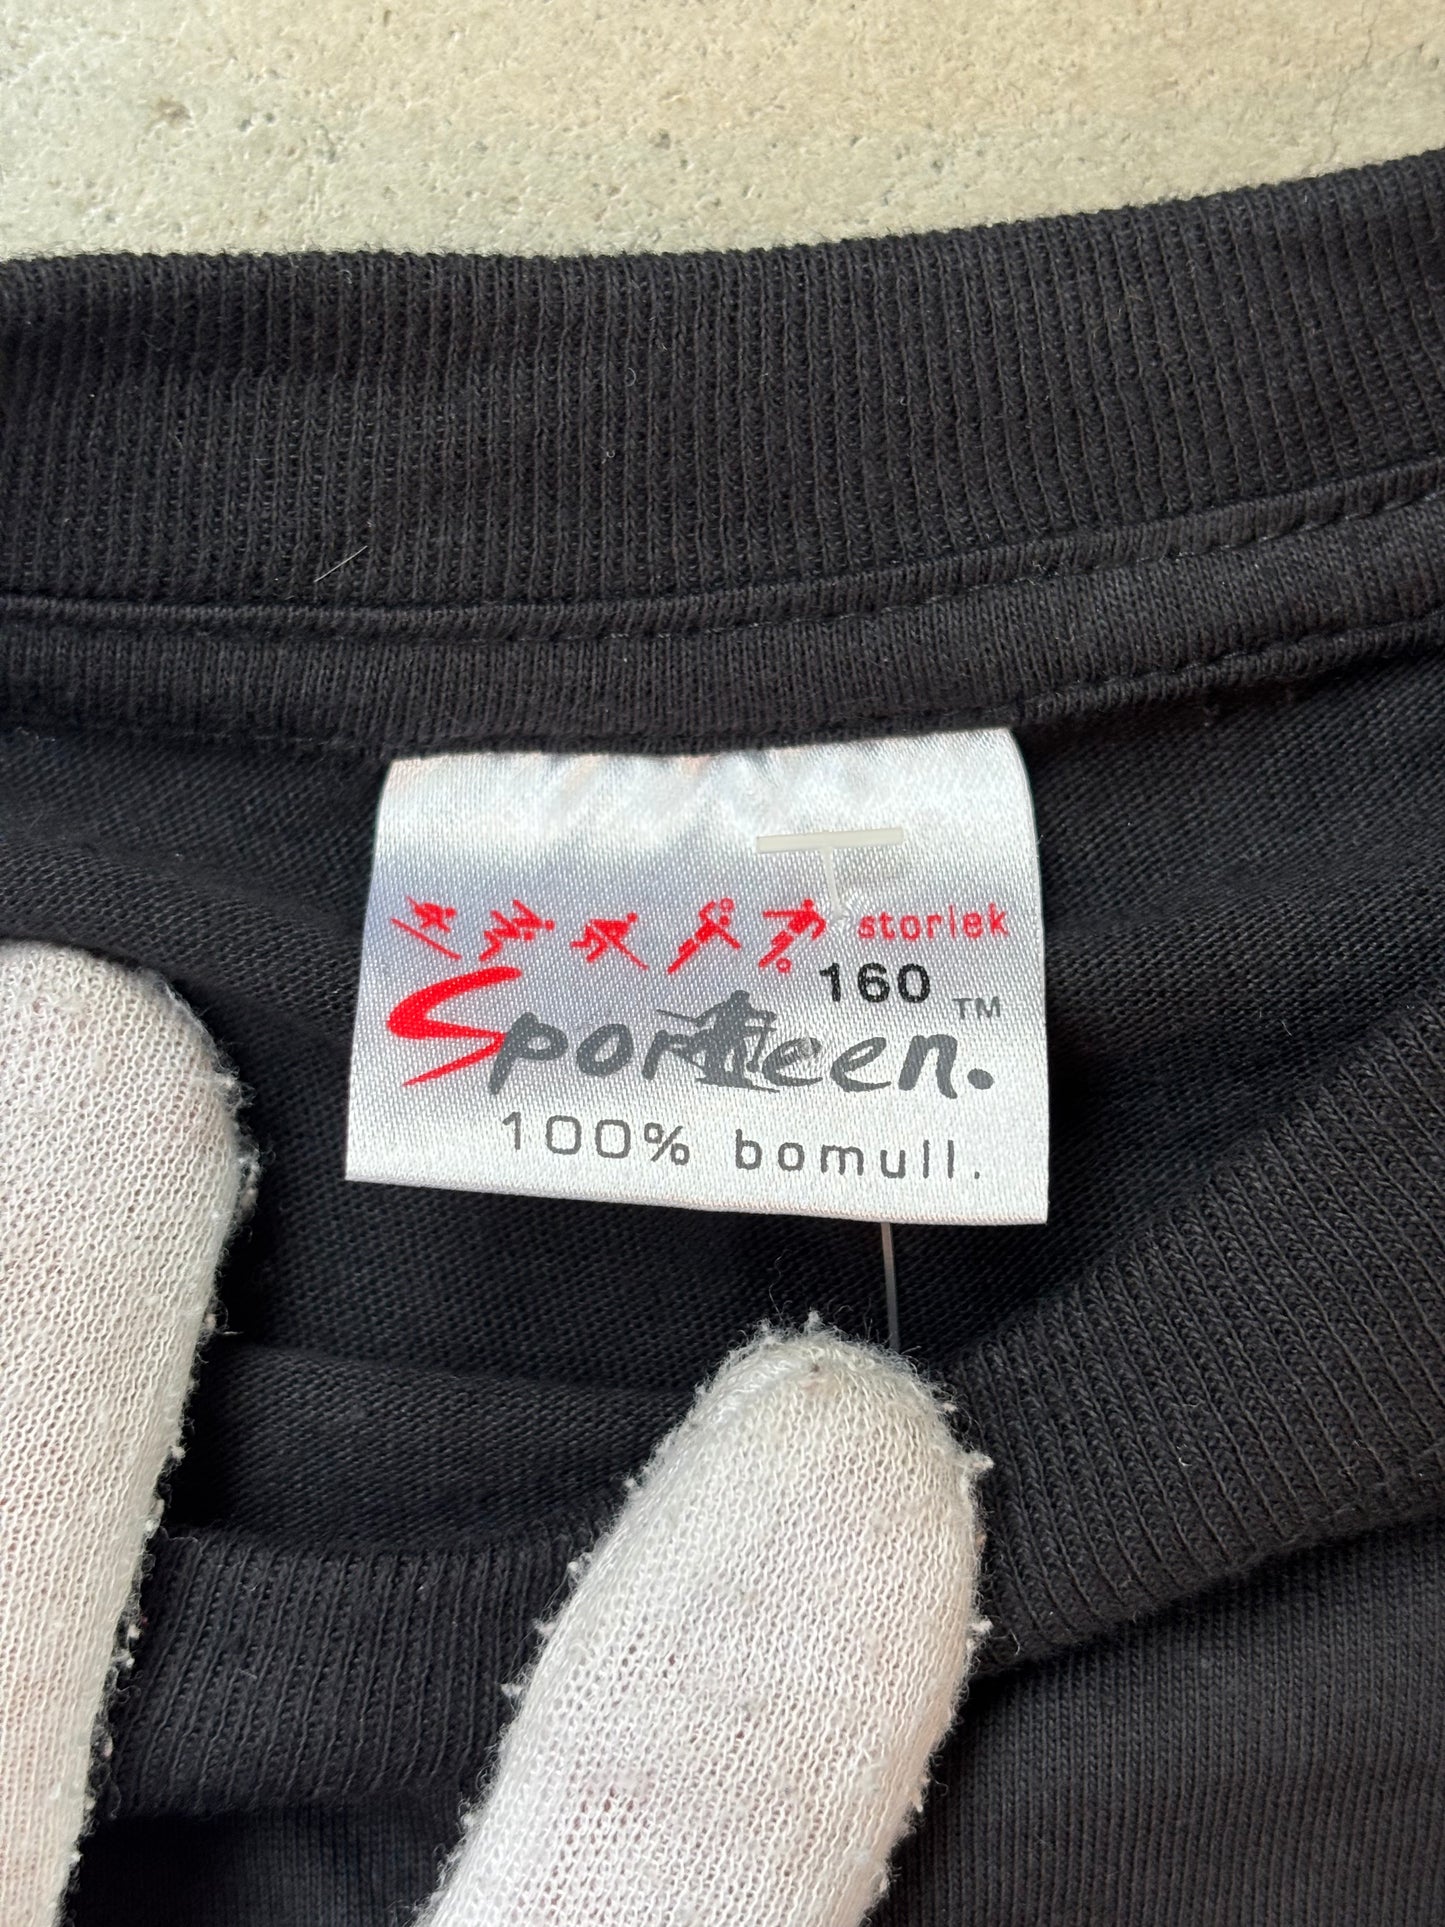 storlek
160
Sporteen.™
100% bomull.